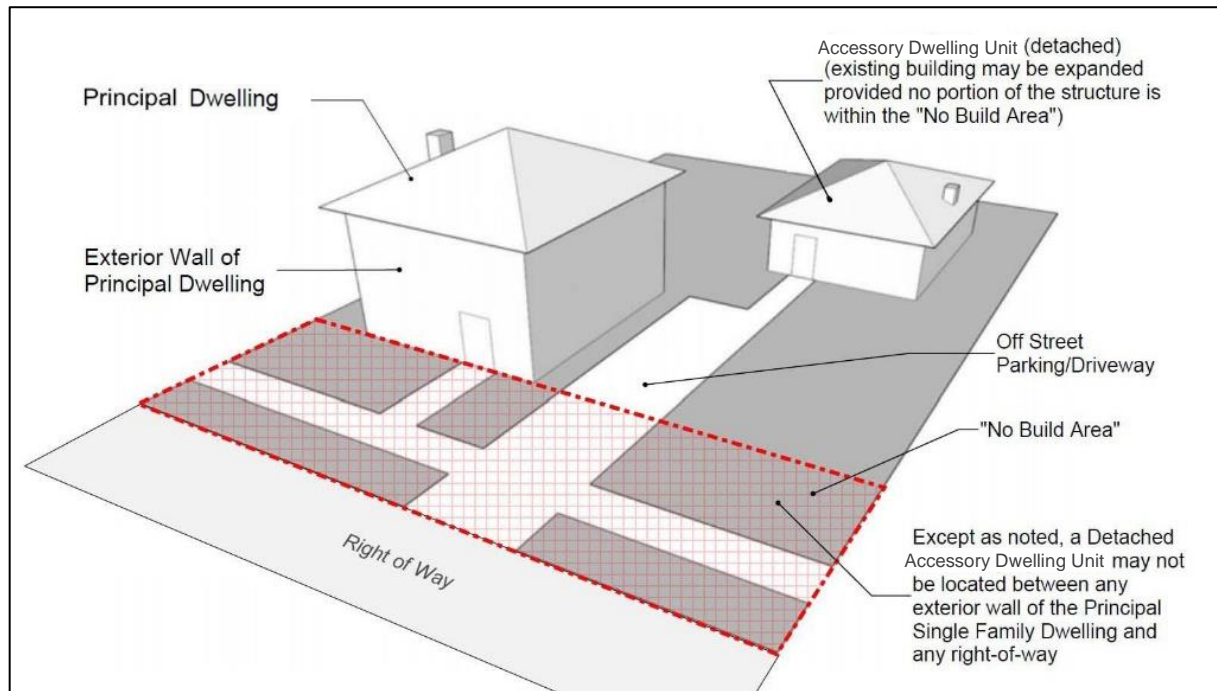 Accessory Dwelling Unit (detached)
(existing building may be expanded
provided no portion of the structure is
within the "No Build Area")
Principal Dwelling
Exterior Wall of
Principal Dwelling
Off Street
Parking/Driveway
"No Build Area"
Right of Way
Except as noted, a Detached
Accessory Dwelling Unit may not
be located between any
exterior wall of the Principal
Single Family Dwelling and
any right-of-way